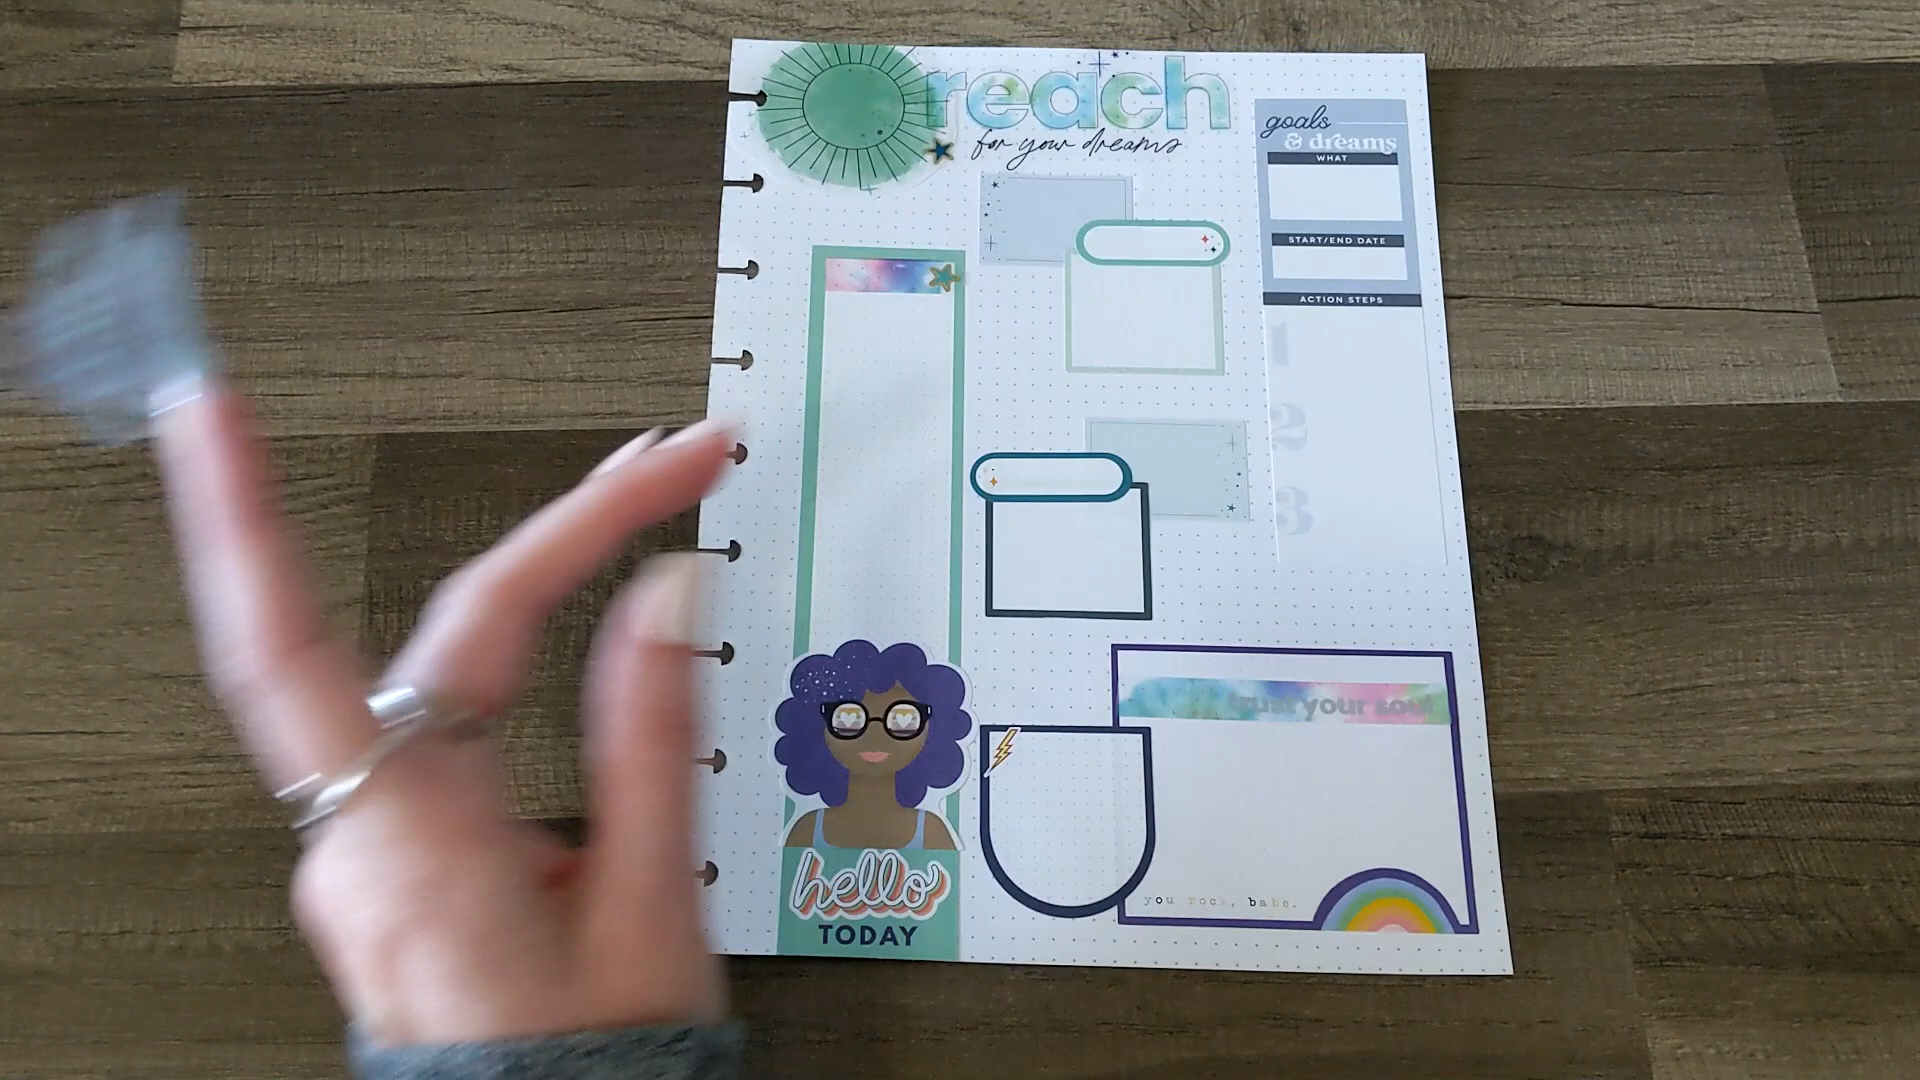 reach
for your dreams
goals
& dreams
WHAT
START/END DATE
ACTION STEPS
1
2
3
trust your soul
you rock, babe.
hello
TODAY